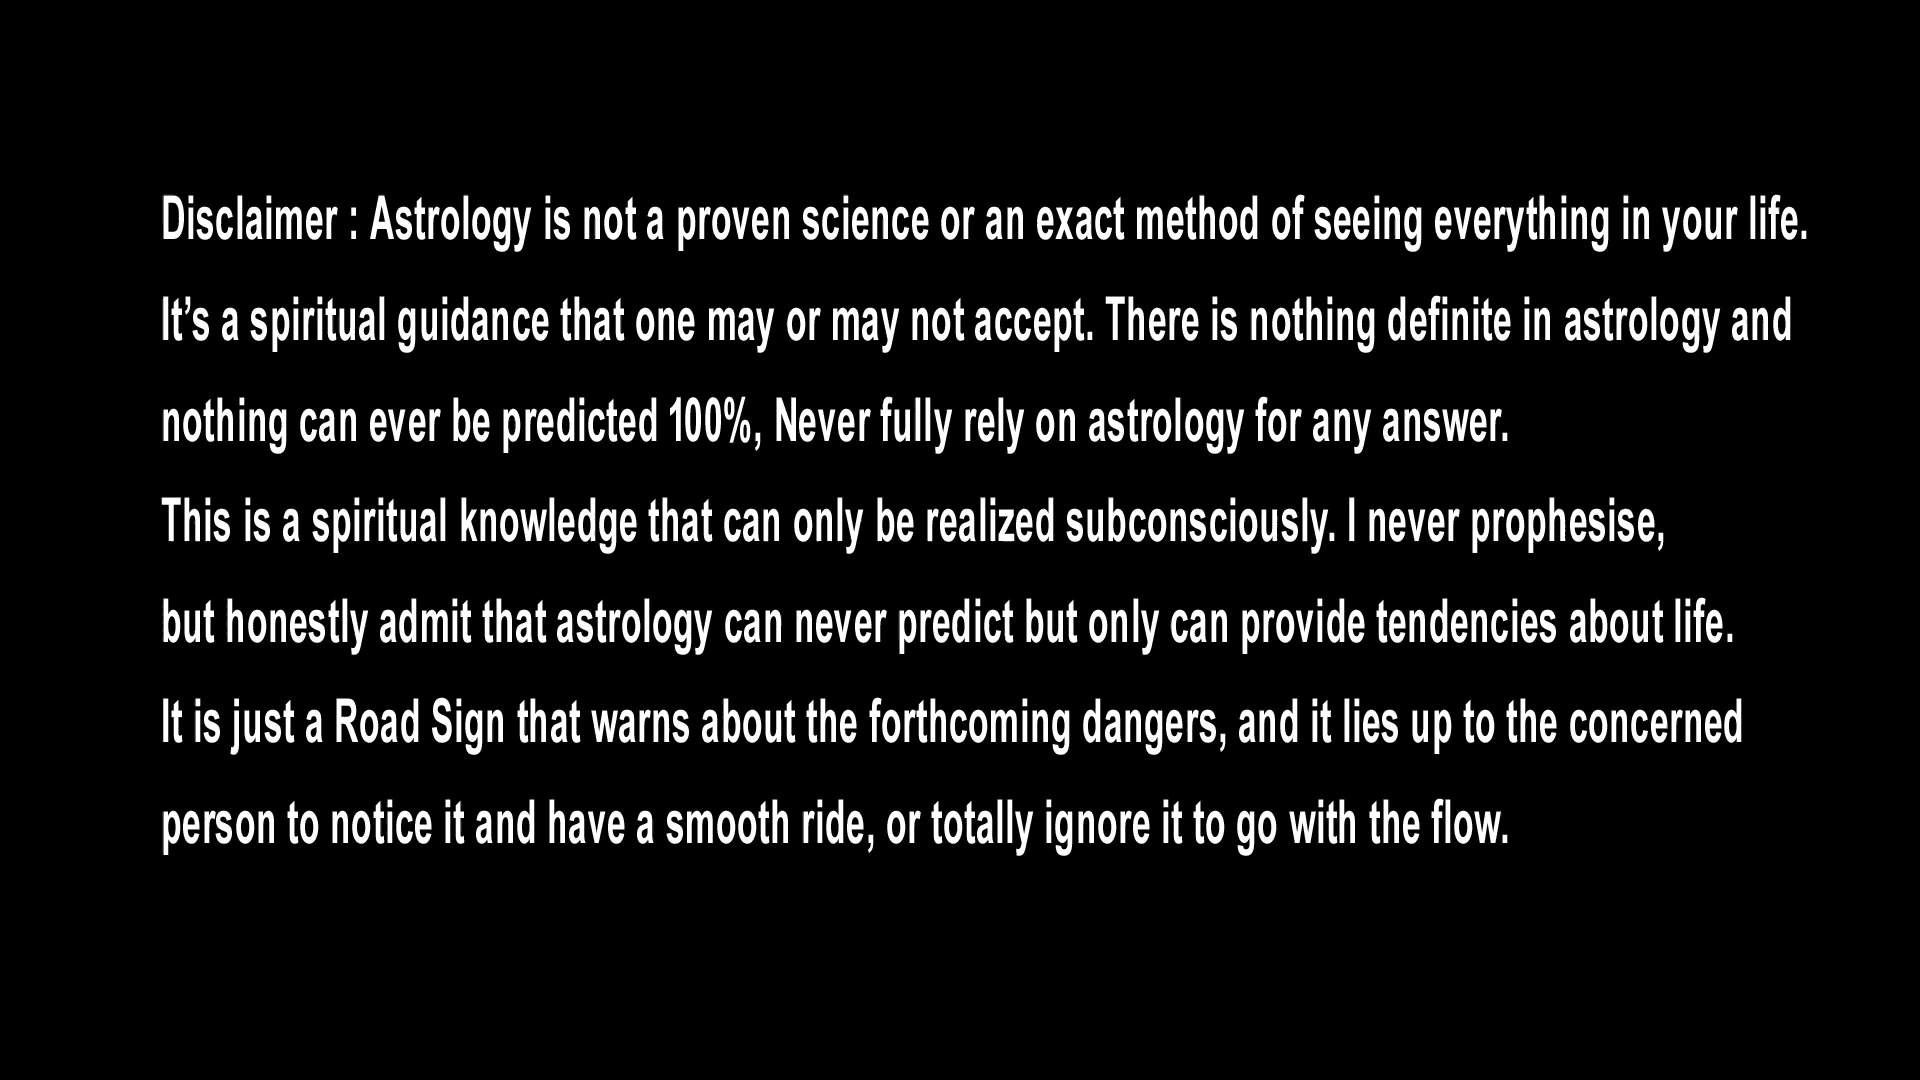 Disclaimer : Astrology is not a proven science or an exact method of seeing everything in your life.
It’s a spiritual guidance that one may or may not accept. There is nothing definite in astrology and
nothing can ever be predicted 100%, Never fully rely on astrology for any answer.
This is a spiritual knowledge that can only be realized subconsciously. I never prophesise,
but honestly admit that astrology can never predict but only can provide tendencies about life.
It is just a Road Sign that warns about the forthcoming dangers, and it lies up to the concerned
person to notice it and have a smooth ride, or totally ignore it to go with the flow.